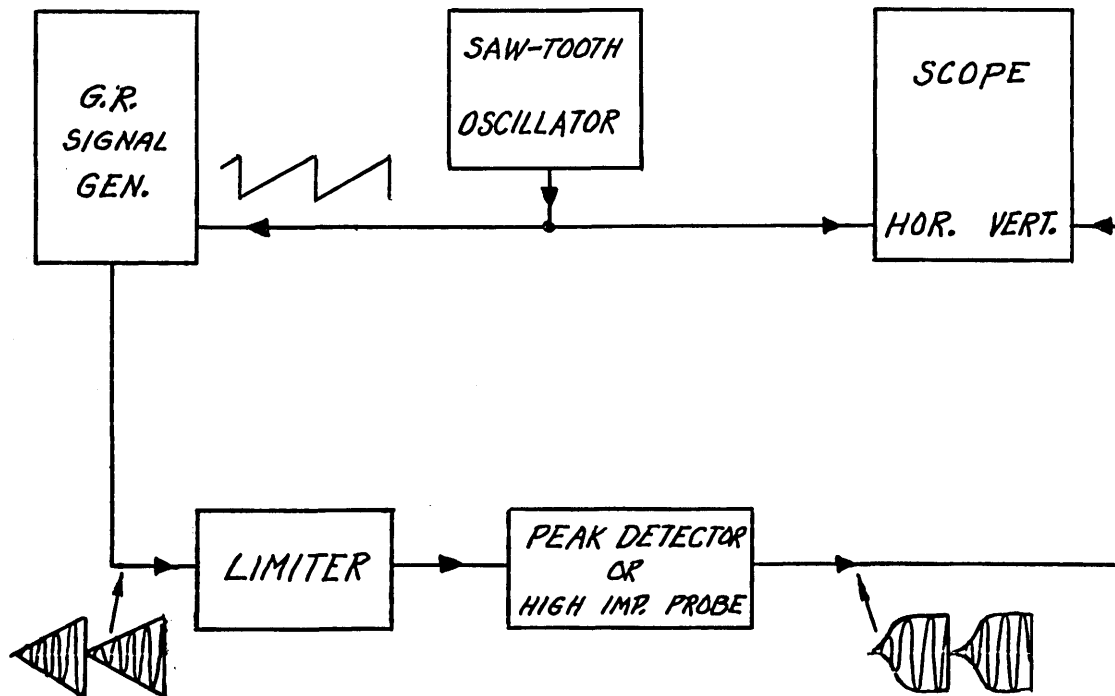 G.R.
SIGNAL
GEN.
SAW-TOOTH
OSCILLATOR
SCOPE
HOR. VERT.
LIMITER
PEAK DETECTOR
OR
HIGH IMP. PROBE